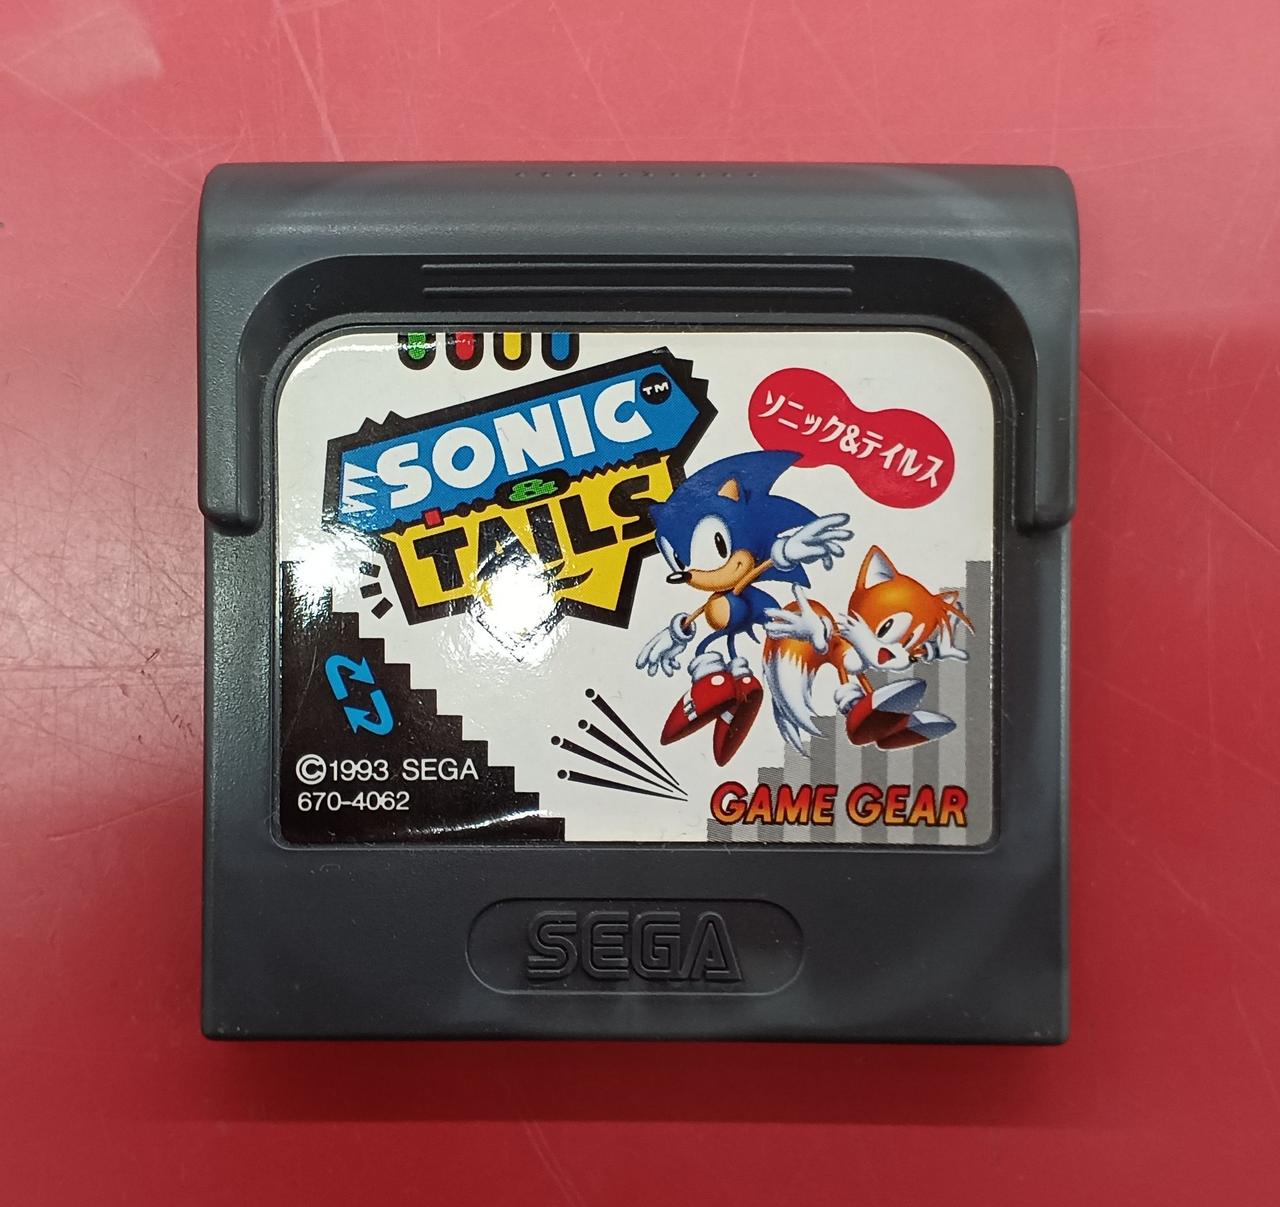 SONIC™
&
TAILS
ソニック&テイルス
©1993 SEGA
670-4062
GAME GEAR
SEGA